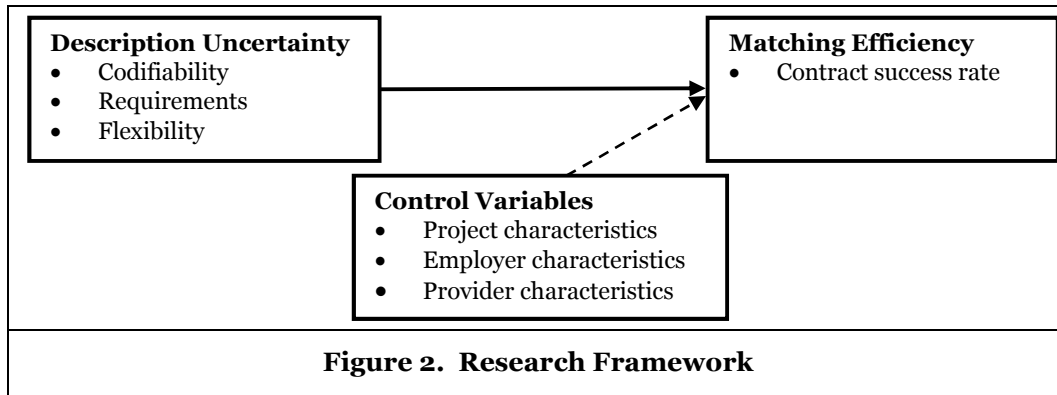 Description Uncertainty
• Codifiability
• Requirements
• Flexibility
Matching Efficiency
• Contract success rate
Control Variables
• Project characteristics
• Employer characteristics
• Provider characteristics
Figure 2. Research Framework